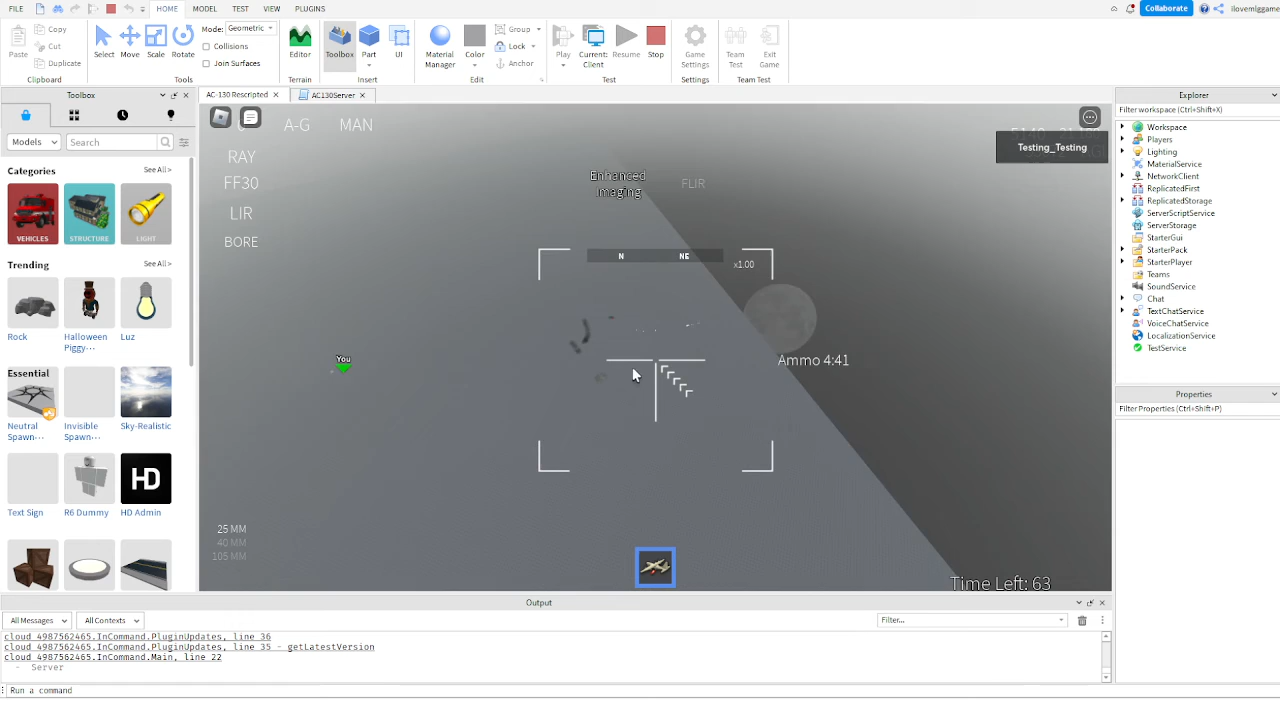 FILE HOME MODEL TEST VIEW PLUGINS Collaborate ilovemiggame
Paste Copy Cut Duplicate Select Move Scale Rotate Mode: Geometric Collisions Join Surfaces Editor Toolbox Part UI Material Manager Color Group Lock Anchor Play Current: Client Resume Stop Game Settings Team Test Exit Game
Clipboard Tools Terrain Insert Edit Test Settings Team Test
Toolbox
AC-130 Rescripted AC130Server
Models Search
Categories See All >
VEHICLES STRUCTURE LIGHT
Trending See All >
Rock Halloween Piggy... Luz
Essential
Neutral Spawn... Invisible Spawn... Sky-Realistic
Text Sign R6 Dummy HD Admin
A-G MAN
RAY
FF30
LIR
BORE
Enhanced Imaging FLIR
Testing_Testing
N NE
x1.00
You
Ammo 4:41
25 MM
40 MM
105 MM
Time Left: 63
Explorer
Filter workspace (Ctrl+Shift+X)
Workspace
Players
Lighting
MaterialService
NetworkClient
ReplicatedFirst
ReplicatedStorage
ServerScriptService
ServerStorage
StarterGui
StarterPack
StarterPlayer
Teams
SoundService
Chat
TextChatService
VoiceChatService
LocalizationService
TestService
Properties
Filter Properties (Ctrl+Shift+P)
Output
All Messages All Contexts Filter...
cloud_4987562465.InCommand.PluginUpdates, line 36
cloud_4987562465.InCommand.PluginUpdates, line 35 - getLatestVersion
cloud_4987562465.InCommand.Main, line 22
- Server
Run a command